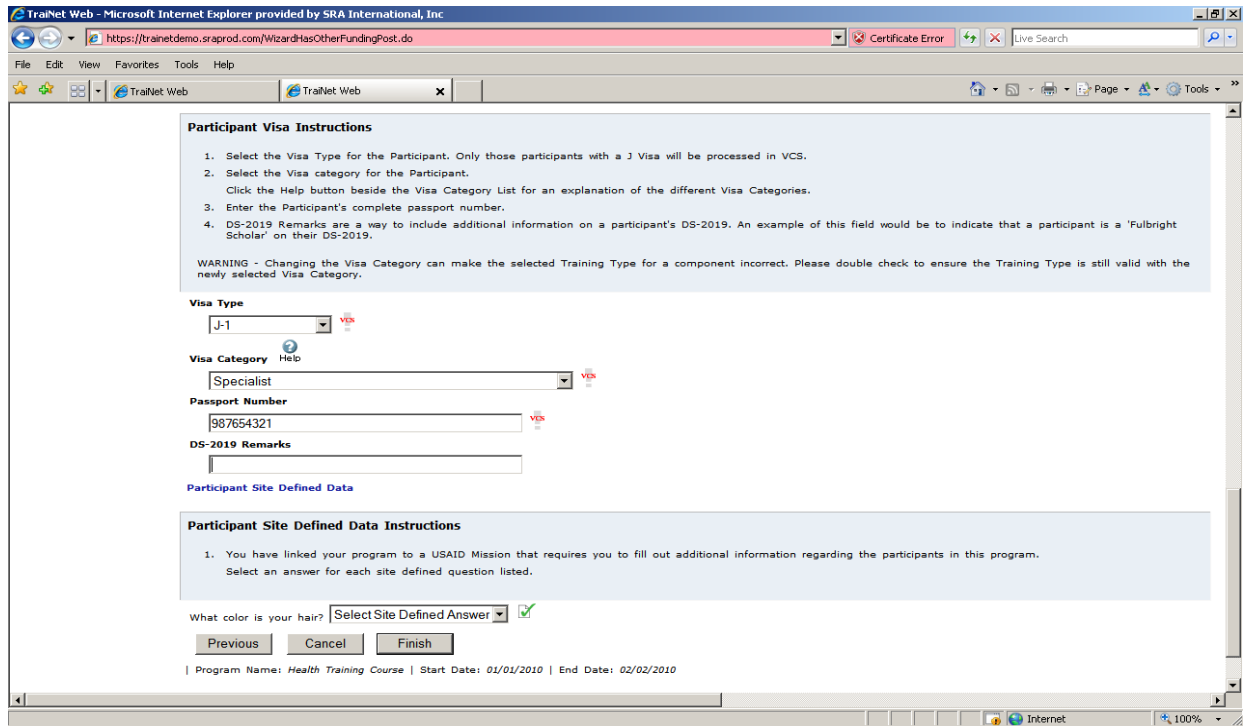 TraiNet Web - Microsoft Internet Explorer provided by SRA International, Inc
https://trainetdemo.sraprod.com/WizardHasOtherFundingPost.do Certificate Error Live Search
File Edit View Favorites Tools Help
TraiNet Web TraiNet Web x Page Tools »
Participant Visa Instructions
1. Select the Visa Type for the Participant. Only those participants with a J Visa will be processed in VCS.
2. Select the Visa category for the Participant.
Click the Help button beside the Visa Category List for an explanation of the different Visa Categories.
3. Enter the Participant's complete passport number.
4. DS-2019 Remarks are a way to include additional information on a participant's DS-2019. An example of this field would be to indicate that a participant is a 'Fulbright
Scholar' on their DS-2019.
WARNING - Changing the Visa Category can make the selected Training Type for a component incorrect. Please double check to ensure the Training Type is still valid with the
newly selected Visa Category.
Visa Type
J-1 VCS
Visa Category Help
Specialist VCS
Passport Number
987654321 VCS
DS-2019 Remarks
Participant Site Defined Data
Participant Site Defined Data Instructions
1. You have linked your program to a USAID Mission that requires you to fill out additional information regarding the participants in this program.
Select an answer for each site defined question listed.
What color is your hair? Select Site Defined Answer
Previous Cancel Finish
| Program Name: Health Training Course | Start Date: 01/01/2010 | End Date: 02/02/2010
Internet 100%